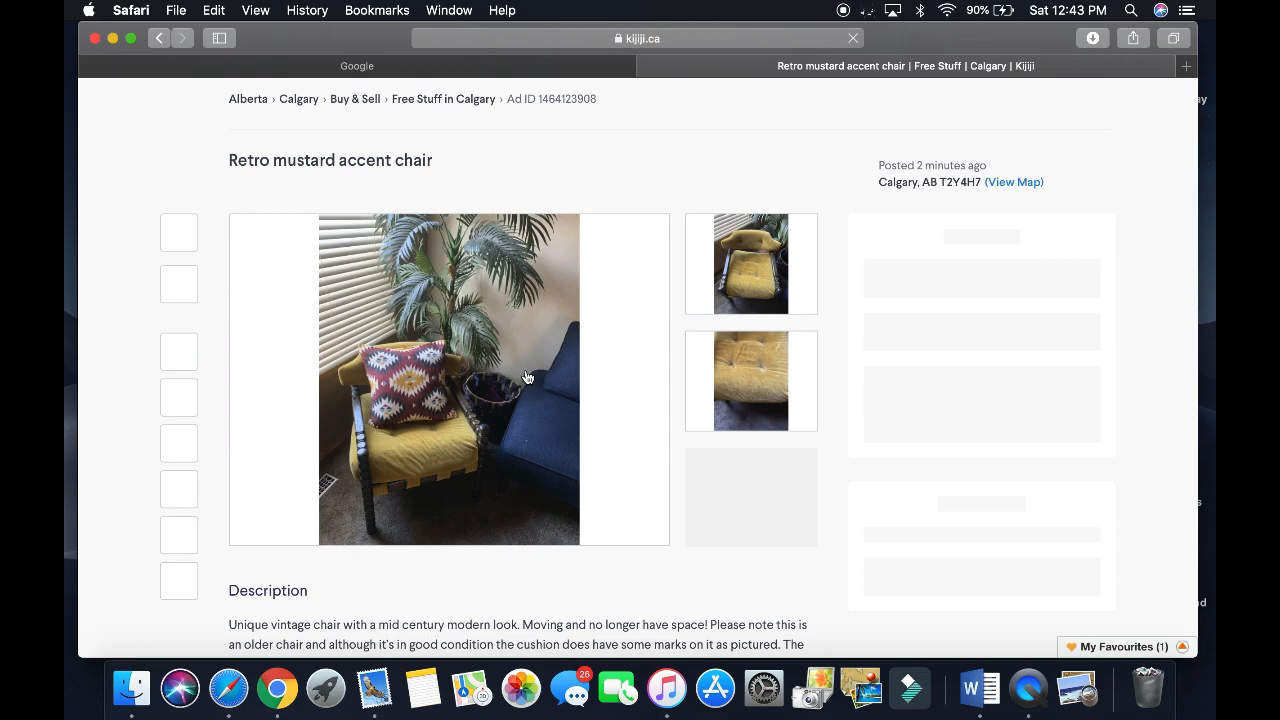 Safari File Edit View History Bookmarks Window Help 90% Sat 12:43 PM
kijiji.ca
Google Retro mustard accent chair | Free Stuff | Calgary | Kijiji
Alberta › Calgary › Buy & Sell › Free Stuff in Calgary › Ad ID 1464123908
Retro mustard accent chair
Posted 2 minutes ago
Calgary, AB T2Y4H7 (View Map)
Description
Unique vintage chair with a mid century modern look. Moving and no longer have space! Please note this is
an older chair and although it's in good condition the cushion does have some marks on it as pictured. The
My Favourites (1)
26